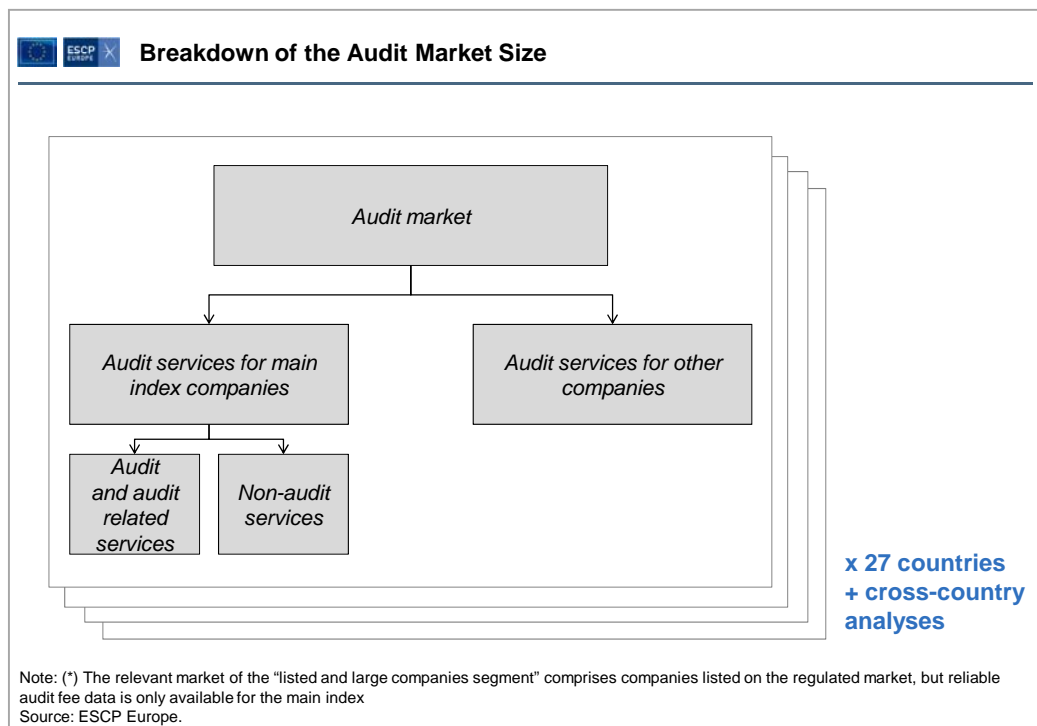 ESCP
EUROPE
Breakdown of the Audit Market Size
Audit market
Audit services for main
index companies
Audit services for other
companies
Audit
and audit
related
services
Non-audit
services
x 27 countries
+ cross-country
analyses
Note: (*) The relevant market of the “listed and large companies segment” comprises companies listed on the regulated market, but reliable
audit fee data is only available for the main index
Source: ESCP Europe.